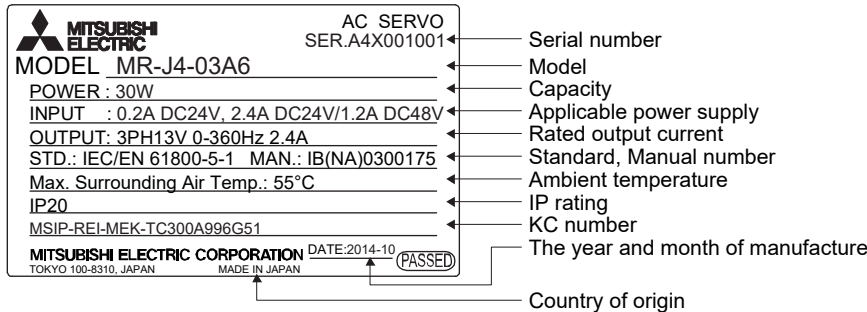 MITSUBISHI
ELECTRIC
AC SERVO
SER.A4X001001
Serial number
MODEL MR-J4-03A6
Model
POWER : 30W
Capacity
INPUT : 0.2A DC24V, 2.4A DC24V/1.2A DC48V
Applicable power supply
OUTPUT: 3PH13V 0-360Hz 2.4A
Rated output current
STD.: IEC/EN 61800-5-1 MAN.: IB(NA)0300175
Standard, Manual number
Max. Surrounding Air Temp.: 55°C
Ambient temperature
IP20
IP rating
MSIP-REI-MEK-TC300A996G51
KC number
MITSUBISHI ELECTRIC CORPORATION DATE:2014-10 PASSED
The year and month of manufacture
TOKYO 100-8310, JAPAN MADE IN JAPAN
Country of origin